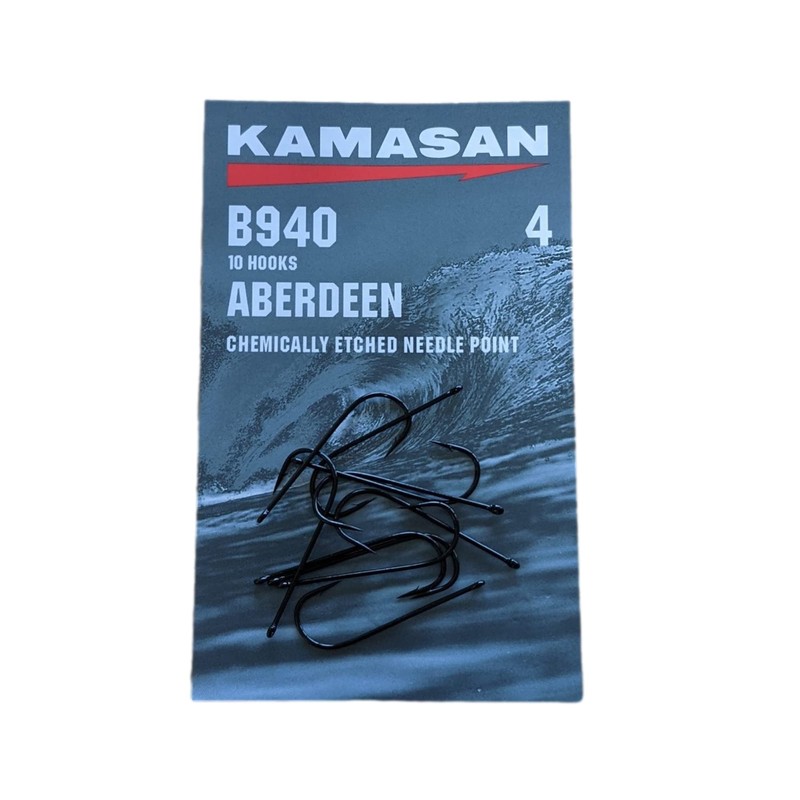 KAMASAN
B940 4
10 HOOKS
ABERDEEN
CHEMICALLY ETCHED NEEDLE POINT